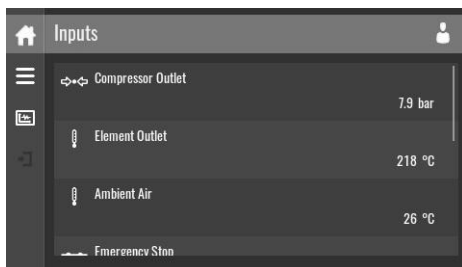 Inputs
Compressor Outlet
7.9 bar
Element Outlet
218 °C
Ambient Air
26 °C
Emergency Stop